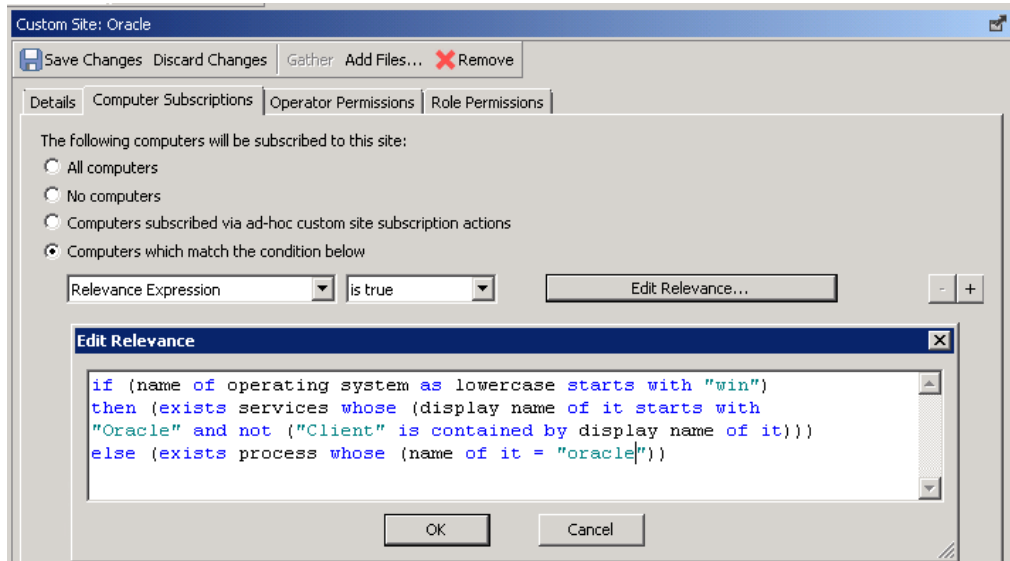 Custom Site: Oracle
Save Changes Discard Changes Gather Add Files... Remove
Details Computer Subscriptions Operator Permissions Role Permissions
The following computers will be subscribed to this site:
All computers
No computers
Computers subscribed via ad-hoc custom site subscription actions
Computers which match the condition below
Relevance Expression is true Edit Relevance... - +
Edit Relevance
if (name of operating system as lowercase starts with "win")
then (exists services whose (display name of it starts with
"Oracle" and not ("Client" is contained by display name of it)))
else (exists process whose (name of it = "oracle"))
OK Cancel